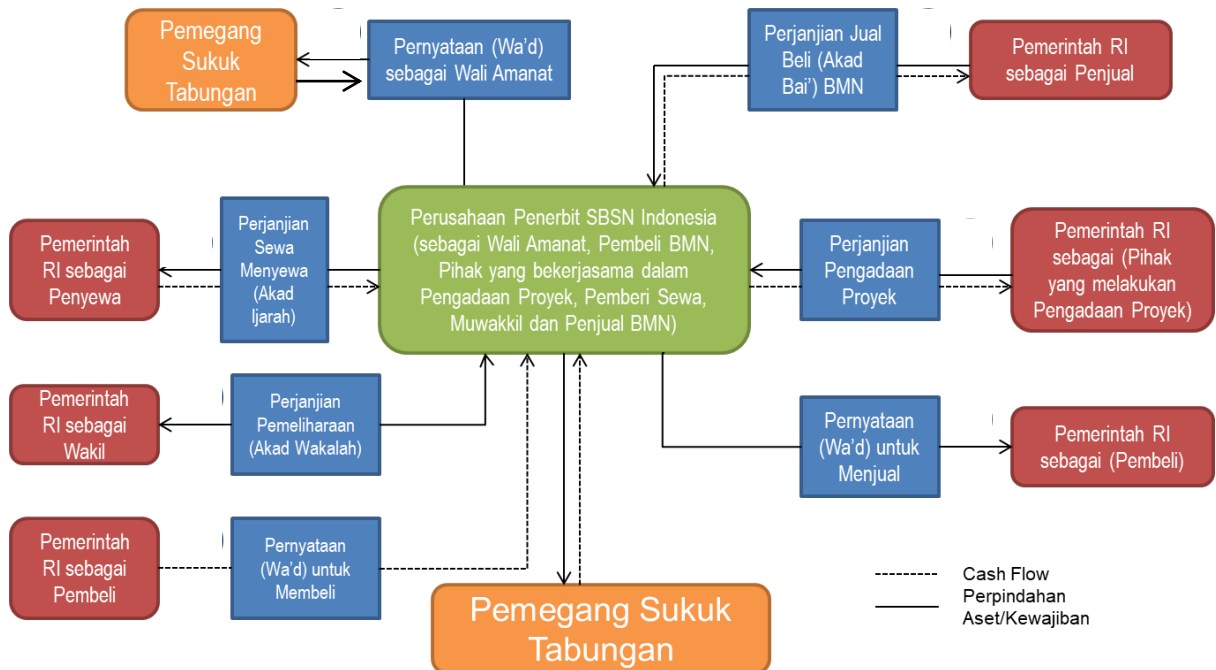 Pemegang
Sukuk
Tabungan
Pernyataan (Wa'd)
sebagai Wali Amanat
Perjanjian Jual
Beli (Akad
Bai') BMN
Pemerintah RI
sebagai Penjual
Pemerintah
RI sebagai
Penyewa
Perjanjian
Sewa
Menyewa
(Akad
Ijarah)
Perusahaan Penerbit SBSN Indonesia
(sebagai Wali Amanat, Pembeli BMN,
Pihak yang bekerjasama dalam
Pengadaan Proyek, Pemberi Sewa,
Muwakkil dan Penjual BMN)
Perjanjian
Pengadaan
Proyek
Pemerintah RI
sebagai (Pihak
yang melakukan
Pengadaan Proyek)
Pemerintah
RI sebagai
Wakil
Perjanjian
Pemeliharaan
(Akad Wakalah)
Pernyataan
(Wa'd) untuk
Menjual
Pemerintah RI
sebagai (Pembeli)
Pemerintah
RI sebagai
Pembeli
Pernyataan
(Wa'd) untuk
Membeli
Pemegang Sukuk
Tabungan
Cash Flow
Perpindahan
Aset/Kewajiban